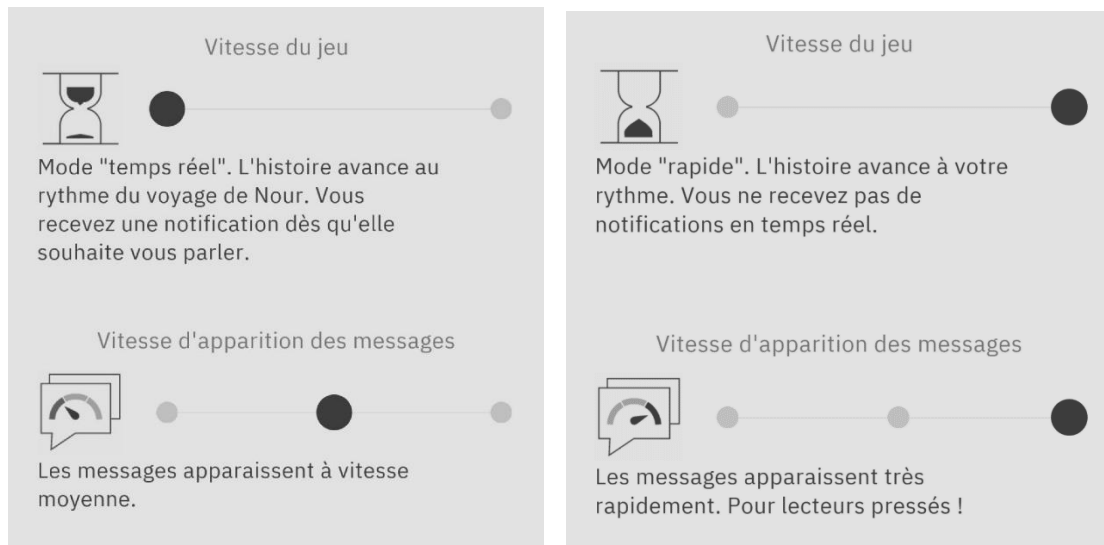 Vitesse du jeu
Mode "temps réel". L'histoire avance au
rythme du voyage de Nour. Vous
recevez une notification dès qu'elle
souhaite vous parler.
Vitesse d'apparition des messages
Les messages apparaissent à vitesse
moyenne.
Vitesse du jeu
Mode "rapide". L'histoire avance à votre
rythme. Vous ne recevez pas de
notifications en temps réel.
Vitesse d'apparition des messages
Les messages apparaissent très
rapidement. Pour lecteurs pressés !